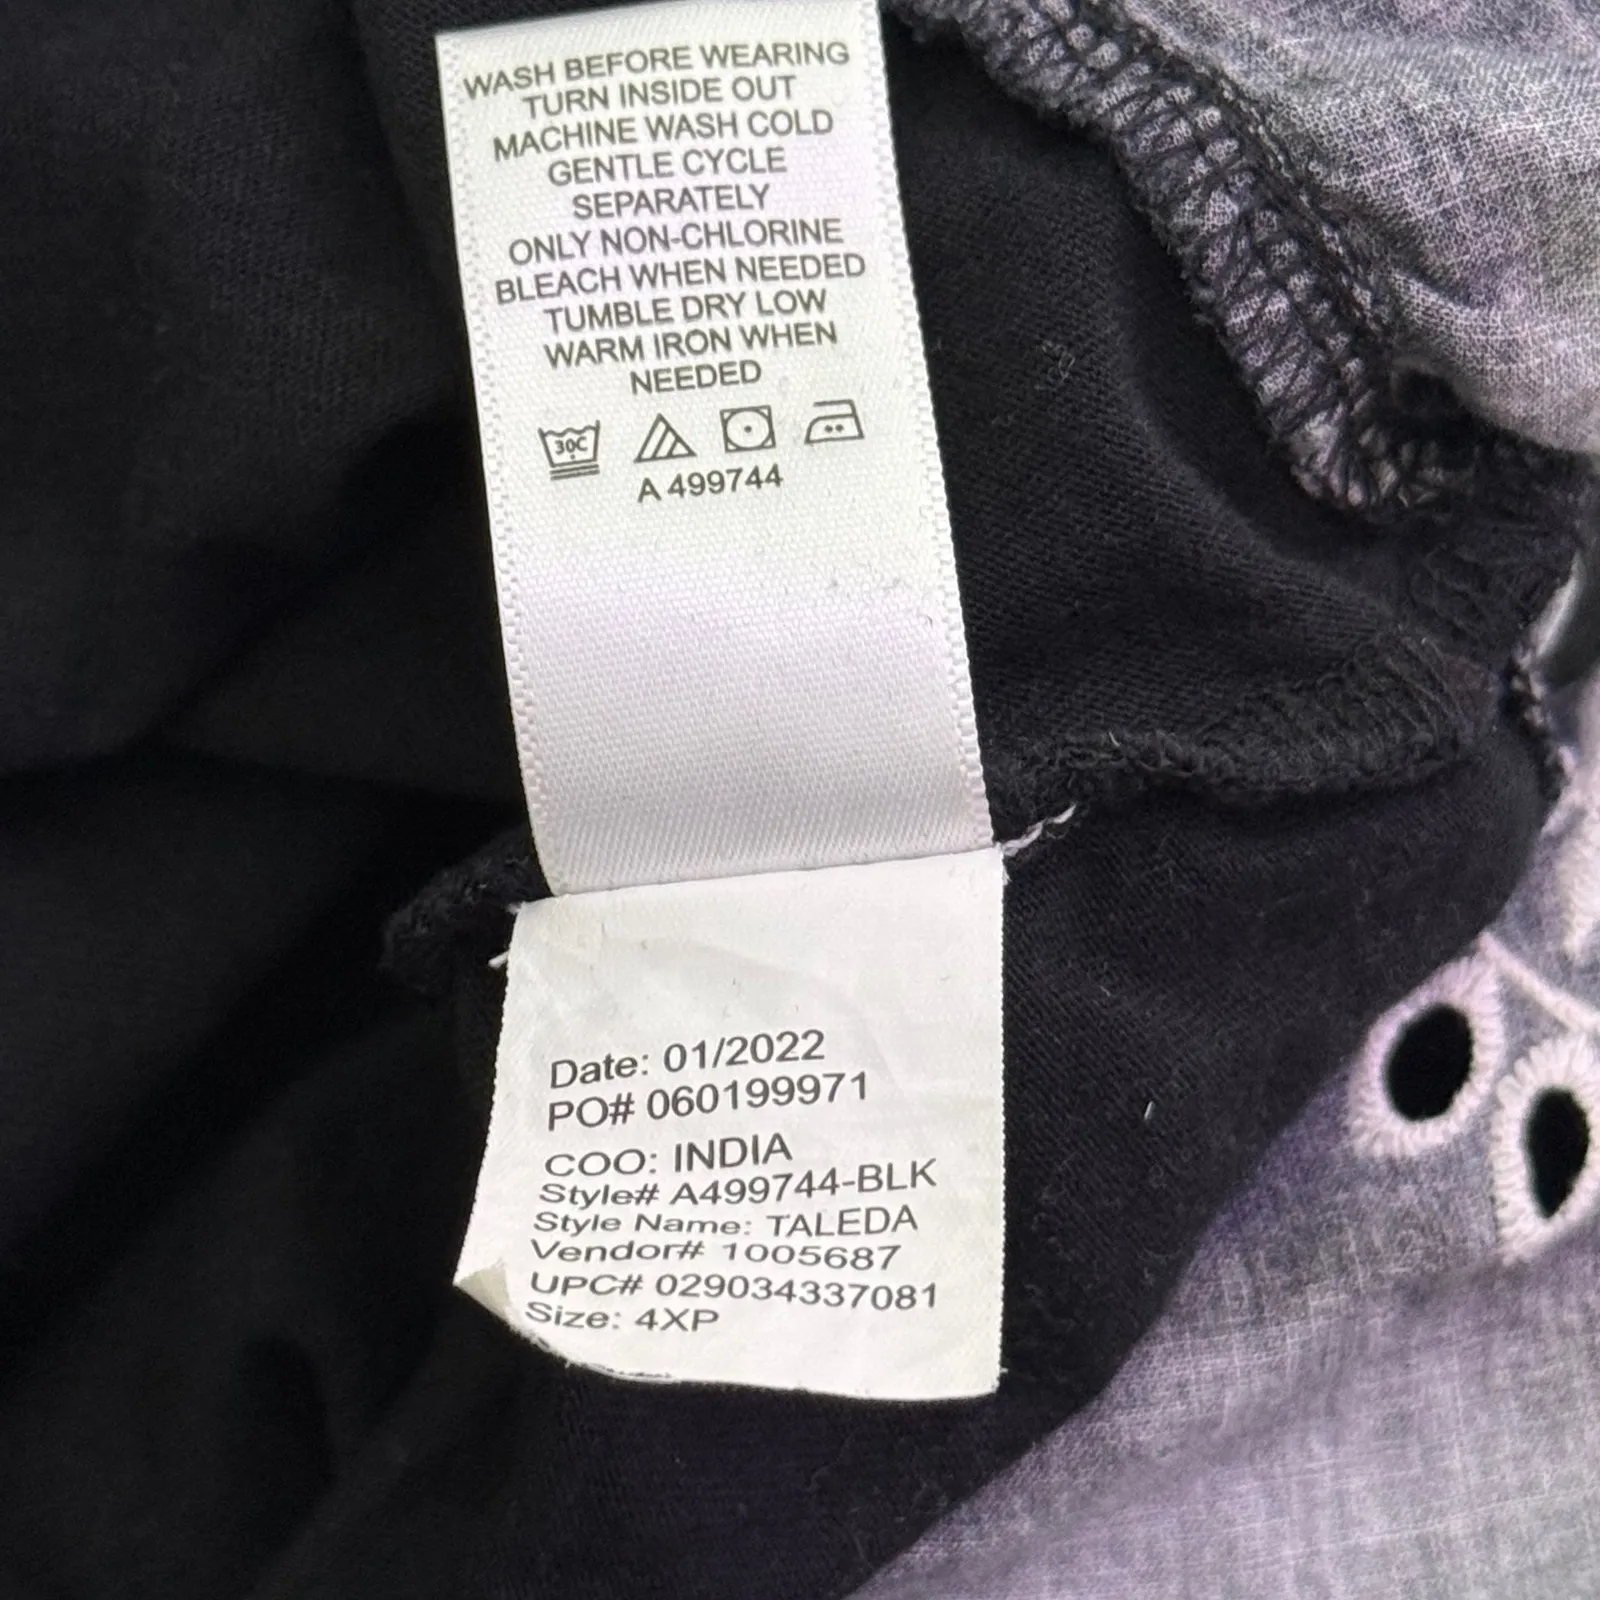 WASH BEFORE WEARING
TURN INSIDE OUT
MACHINE WASH COLD
GENTLE CYCLE
SEPARATELY
ONLY NON-CHLORINE
BLEACH WHEN NEEDED
TUMBLE DRY LOW
WARM IRON WHEN
NEEDED
30C
A 499744
Date: 01/2022
PO# 060199971
COO: INDIA
Style# A499744-BLK
Style Name: TALEDA
Vendor# 1005687
UPC# 029034337081
Size: 4XP